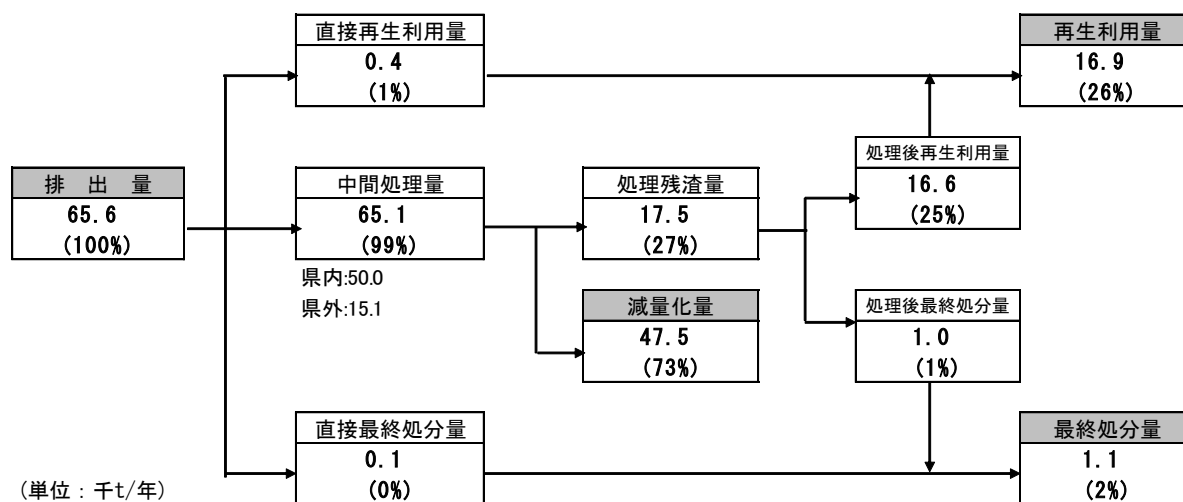 直接再生利用量
0.4
(1%)
再生利用量
16.9
(26%)
処理後再生利用量
16.6
(25%)
排 出 量
65.6
(100%)
中間処理量
65.1
(99%)
県内:50.0
県外:15.1
処理残渣量
17.5
(27%)
減量化量
47.5
(73%)
処理後最終処分量
1.0
(1%)
直接最終処分量
0.1
(0%)
最終処分量
1.1
(2%)
(単位：千t/年)